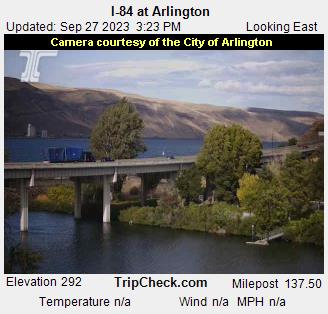 I-84 at Arlington
Updated: Sep 27 2023 3:23 PM Looking East
Camera courtesy of the City of Arlington
Elevation 292 TripCheck.com Milepost 137.50
Temperature n/a Wind n/a MPH n/a